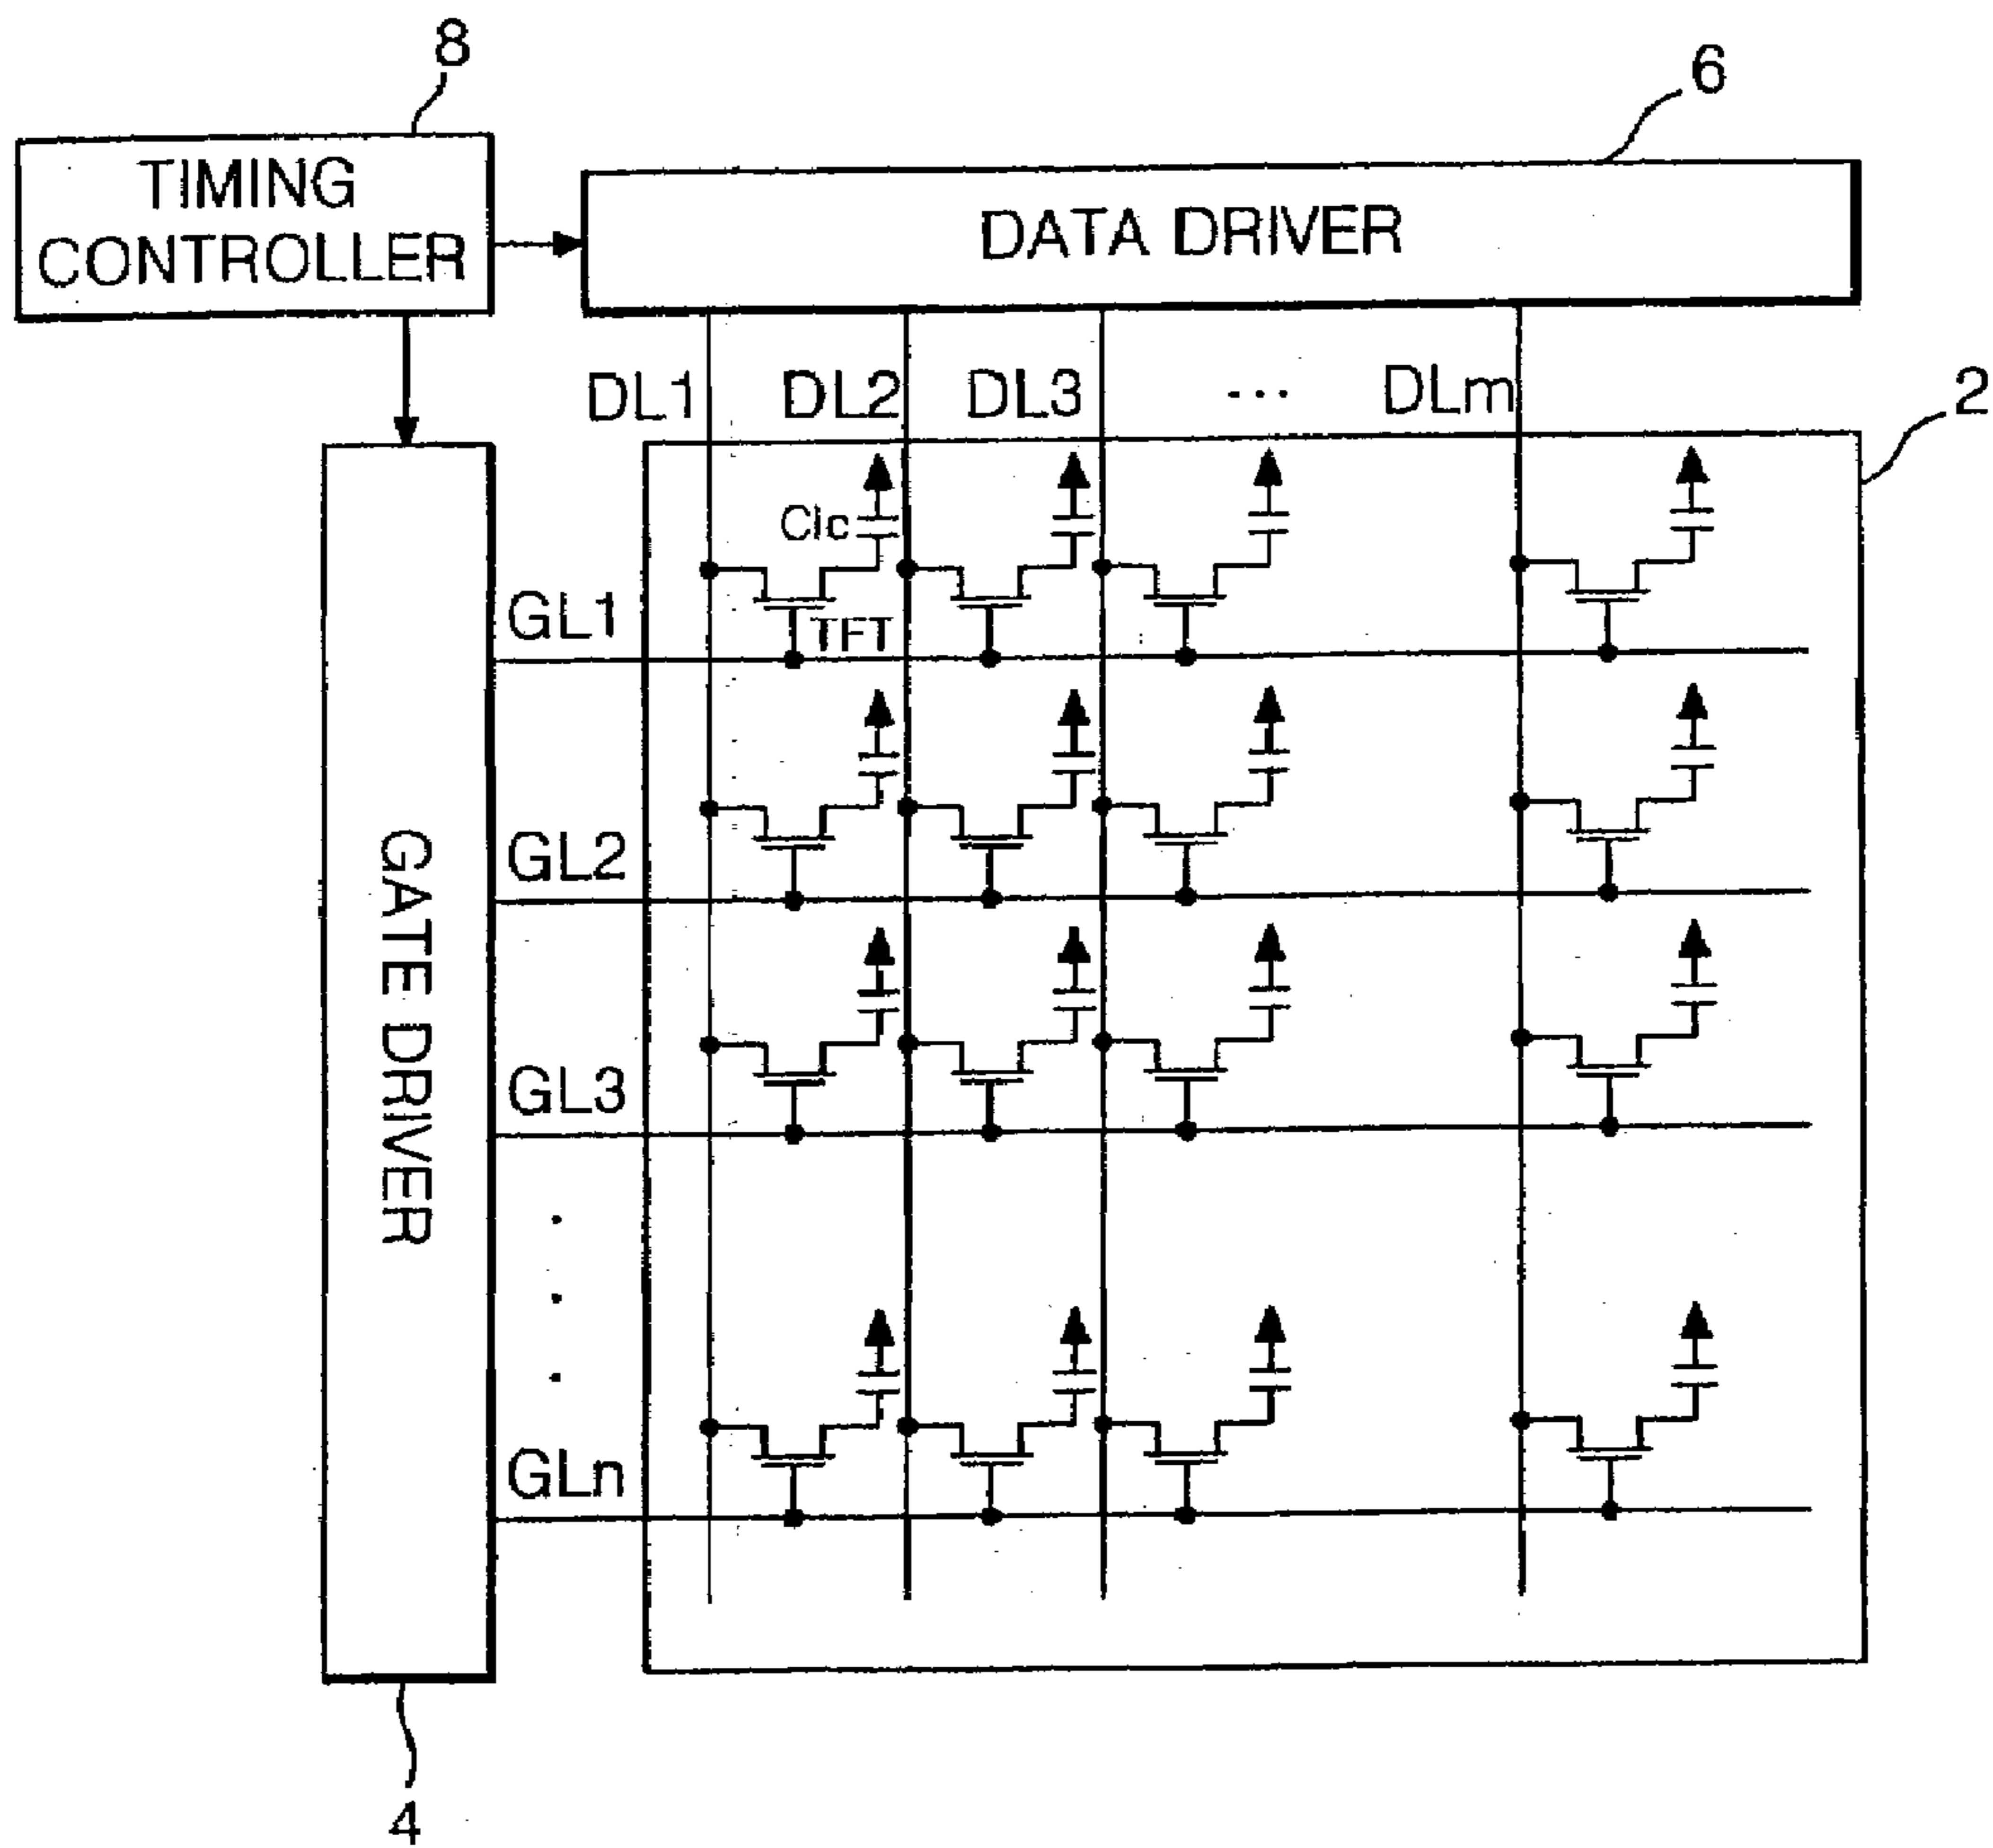 8
6
TIMING
CONTROLLER
DATA DRIVER
DL1 DL2 DL3 ... DLm
2
Clc
GL1
TFT
GL2
GATE DRIVER
GL3
GLn
4